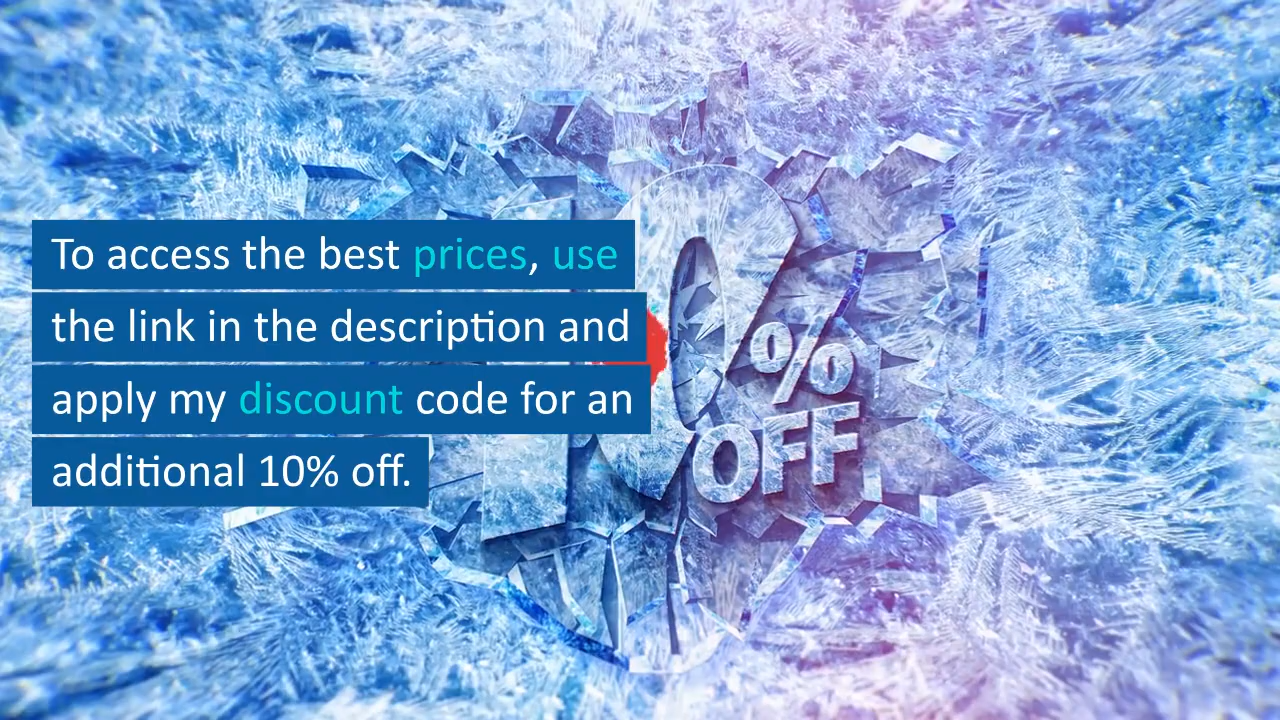 To access the best prices, use
the link in the description and
apply my discount code for an
additional 10% off.
0%
OFF